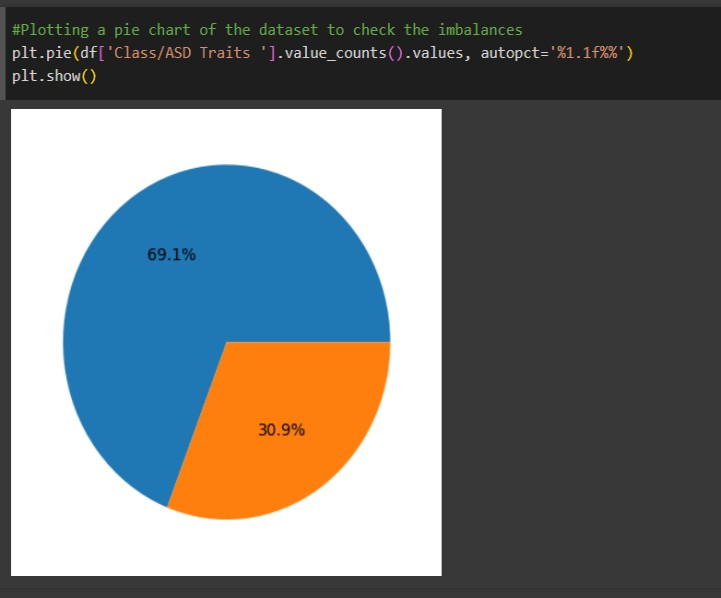 #Plotting a pie chart of the dataset to check the imbalances
plt.pie(df['Class/ASD Traits '].value_counts().values, autopct='%1.1f%%')
plt.show()
69.1%
30.9%